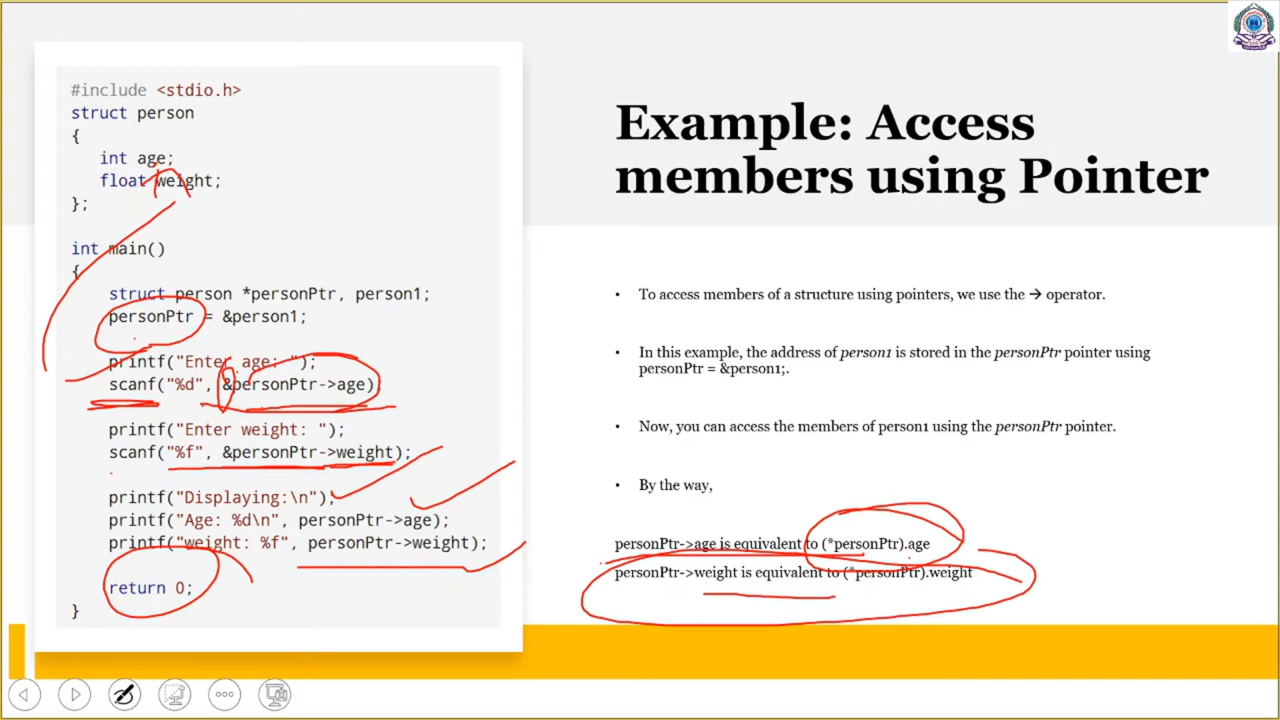 #include <stdio.h>
struct person
{
int age;
float weight;
};
int main()
{
struct person *personPtr, person1;
personPtr = &person1;
printf("Enter age: ");
scanf("%d", &personPtr->age);
printf("Enter weight: ");
scanf("%f", &personPtr->weight);
printf("Displaying:\n");
printf("Age: %d\n", personPtr->age);
printf("weight: %f", personPtr->weight);
return 0;
}
Example: Access
members using Pointer
• To access members of a structure using pointers, we use the → operator.
• In this example, the address of person1 is stored in the personPtr pointer using
personPtr = &person1;.
• Now, you can access the members of person1 using the personPtr pointer.
• By the way,
personPtr->age is equivalent to (*personPtr).age
personPtr->weight is equivalent to (*personPtr).weight